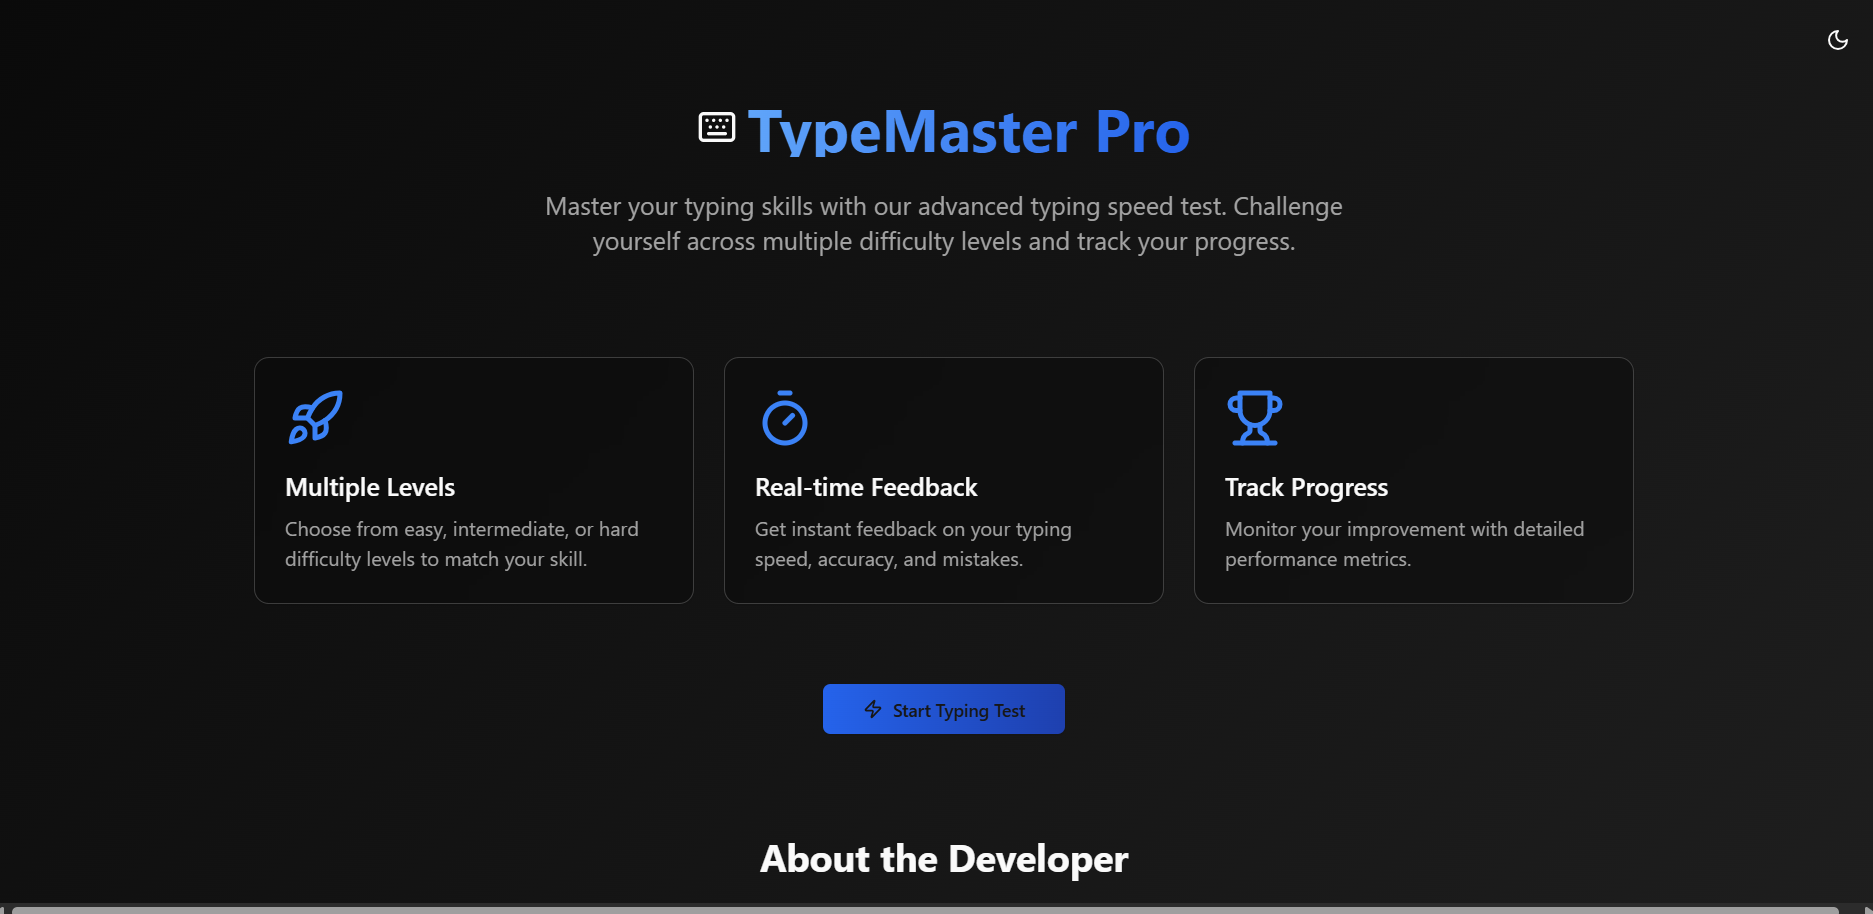 TypeMaster Pro
Master your typing skills with our advanced typing speed test. Challenge
yourself across multiple difficulty levels and track your progress.
Multiple Levels
Choose from easy, intermediate, or hard
difficulty levels to match your skill.
Real-time Feedback
Get instant feedback on your typing
speed, accuracy, and mistakes.
Track Progress
Monitor your improvement with detailed
performance metrics.
Start Typing Test
About the Developer